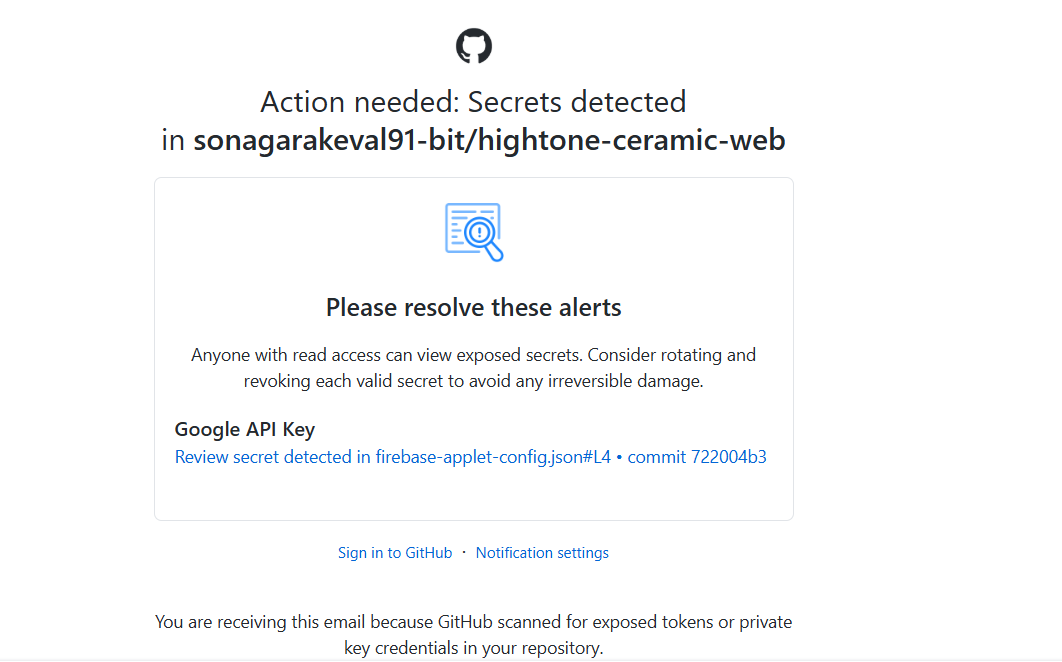 Action needed: Secrets detected
in sonagarakeval91-bit/hightone-ceramic-web
Please resolve these alerts
Anyone with read access can view exposed secrets. Consider rotating and
revoking each valid secret to avoid any irreversible damage.
Google API Key
Review secret detected in firebase-applet-config.json#L4 • commit 722004b3
Sign in to GitHub · Notification settings
You are receiving this email because GitHub scanned for exposed tokens or private
key credentials in your repository.